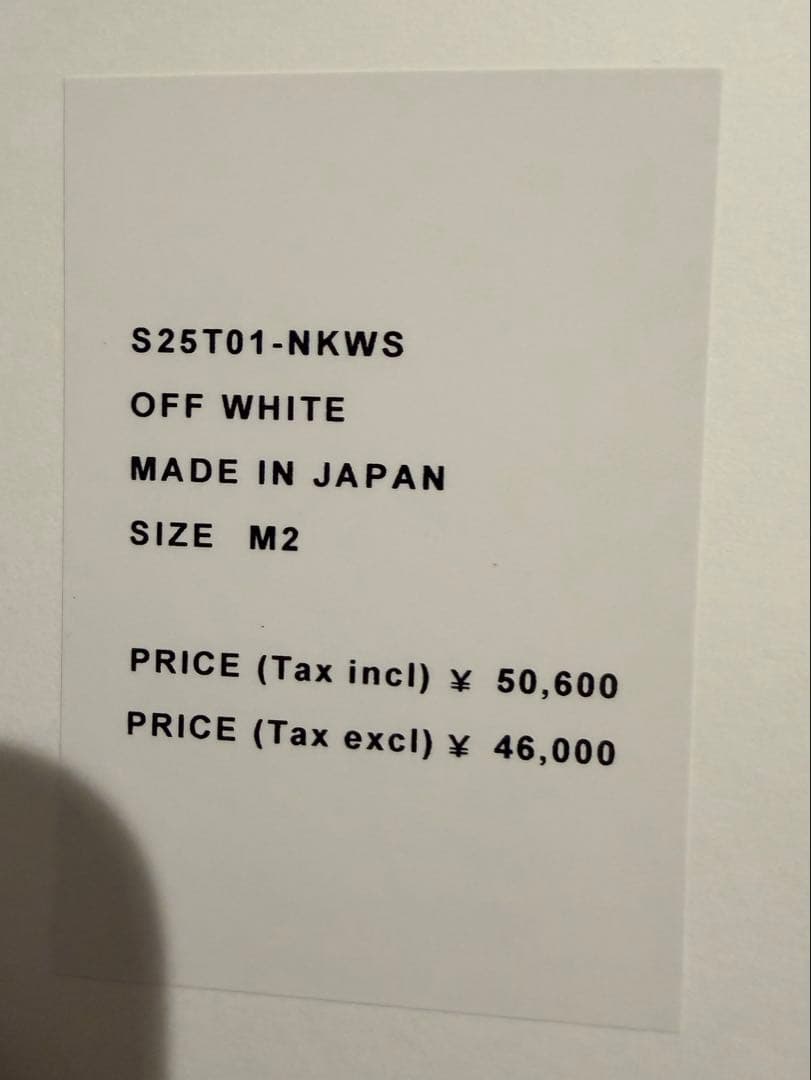 S25T01-NKWS
OFF WHITE
MADE IN JAPAN
SIZE M2
PRICE (Tax incl) ¥ 50,600
PRICE (Tax excl) ¥ 46,000